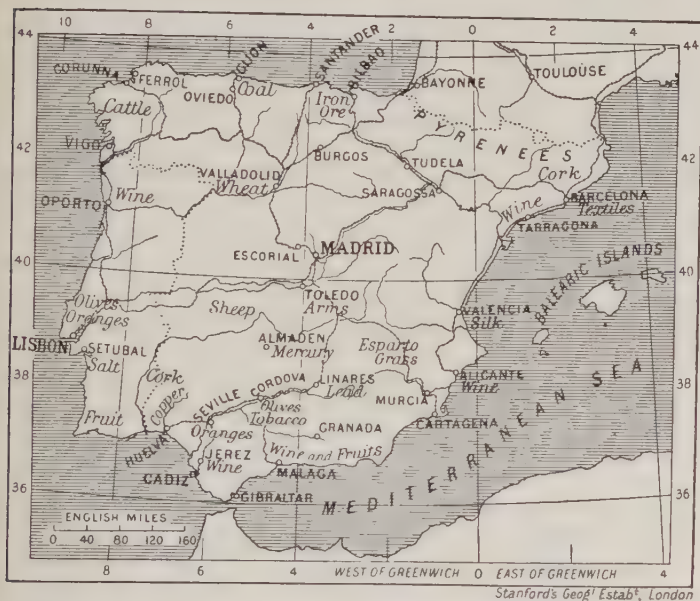 10 8 6 4 2 0 2 4
44 44
CORUNNA
FERROL
GIJON
SANTANDER
BILBAO
BAYONNE
TOULOUSE
OVIEDO
Coal
Iron
Ore
Cattle
PYRENEES
VIGO
42 42
BURGOS
TUDELA
Cork
VALLADOLID
Wheat
SARAGOSSA
OPORTO
Wine
Wine
BARCELONA
Textiles
TARRAGONA
ESCORIAL
MADRID
40 40
BALEARIC ISLANDS
TOLEDO
Arms
Olives
Oranges
Sheep
VALENCIA
Silk
LISBON
SETUBAL
Salt
ALMADEN
Mercury
Esparto
Grass
38 38
Cork
Copper
ALICANTE
Wine
SEVILLE
CORDOVA
LINARES
Lead
MURCIA
Fruit
Olives
Tobacco
CARTAGENA
Oranges
GRANADA
HUELVA
JEREZ
Wine
Wine and Fruits
CADIZ
MALAGA
MEDITERRANEAN SEA
36 36
GIBRALTAR
ENGLISH MILES
0 40 80 120 160
8 6 4 WEST OF GREENWICH 0 EAST OF GREENWICH 4
Stanford's Geogˡ Estabᵗ, London